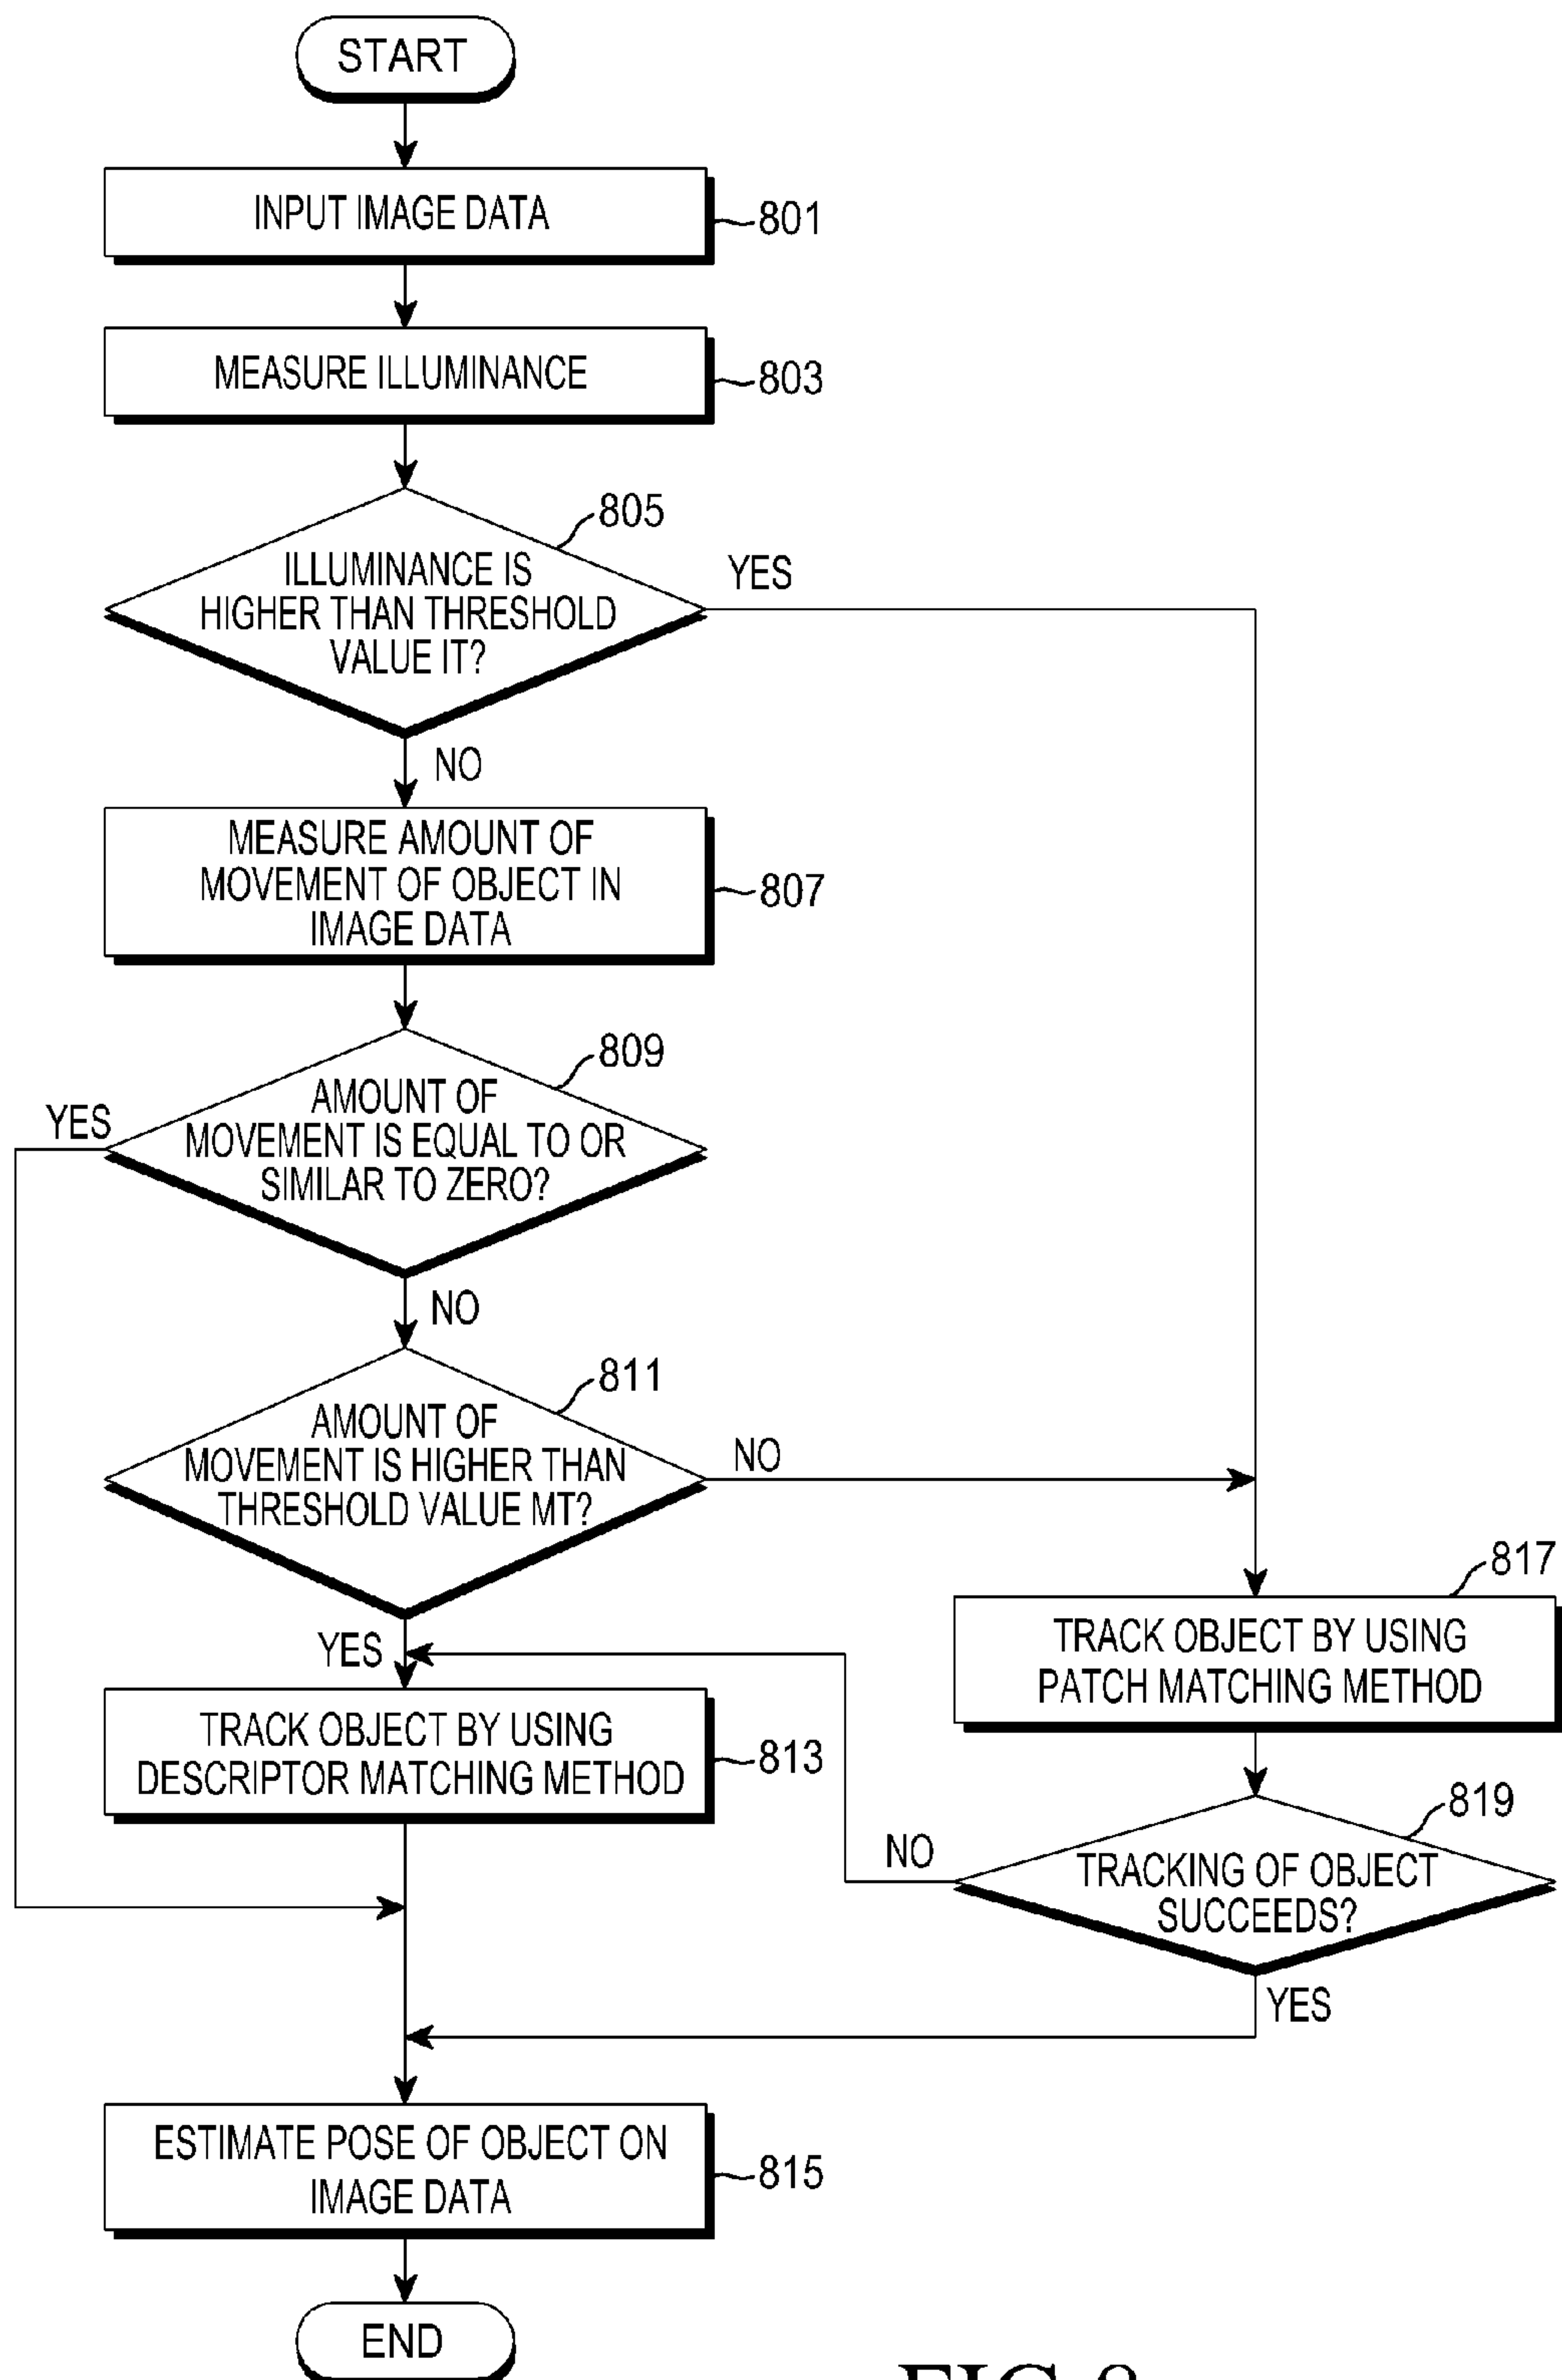 START
INPUT IMAGE DATA
801
MEASURE ILLUMINANCE
803
805
ILLUMINANCE IS
HIGHER THAN THRESHOLD
VALUE IT?
YES
NO
MEASURE AMOUNT OF
MOVEMENT OF OBJECT IN
IMAGE DATA
807
809
AMOUNT OF
MOVEMENT IS EQUAL TO OR
SIMILAR TO ZERO?
YES
NO
811
AMOUNT OF
MOVEMENT IS HIGHER THAN
THRESHOLD VALUE MT?
NO
YES
817
TRACK OBJECT BY USING
PATCH MATCHING METHOD
TRACK OBJECT BY USING
DESCRIPTOR MATCHING METHOD
813
819
TRACKING OF OBJECT
SUCCEEDS?
NO
YES
ESTIMATE POSE OF OBJECT ON
IMAGE DATA
815
END